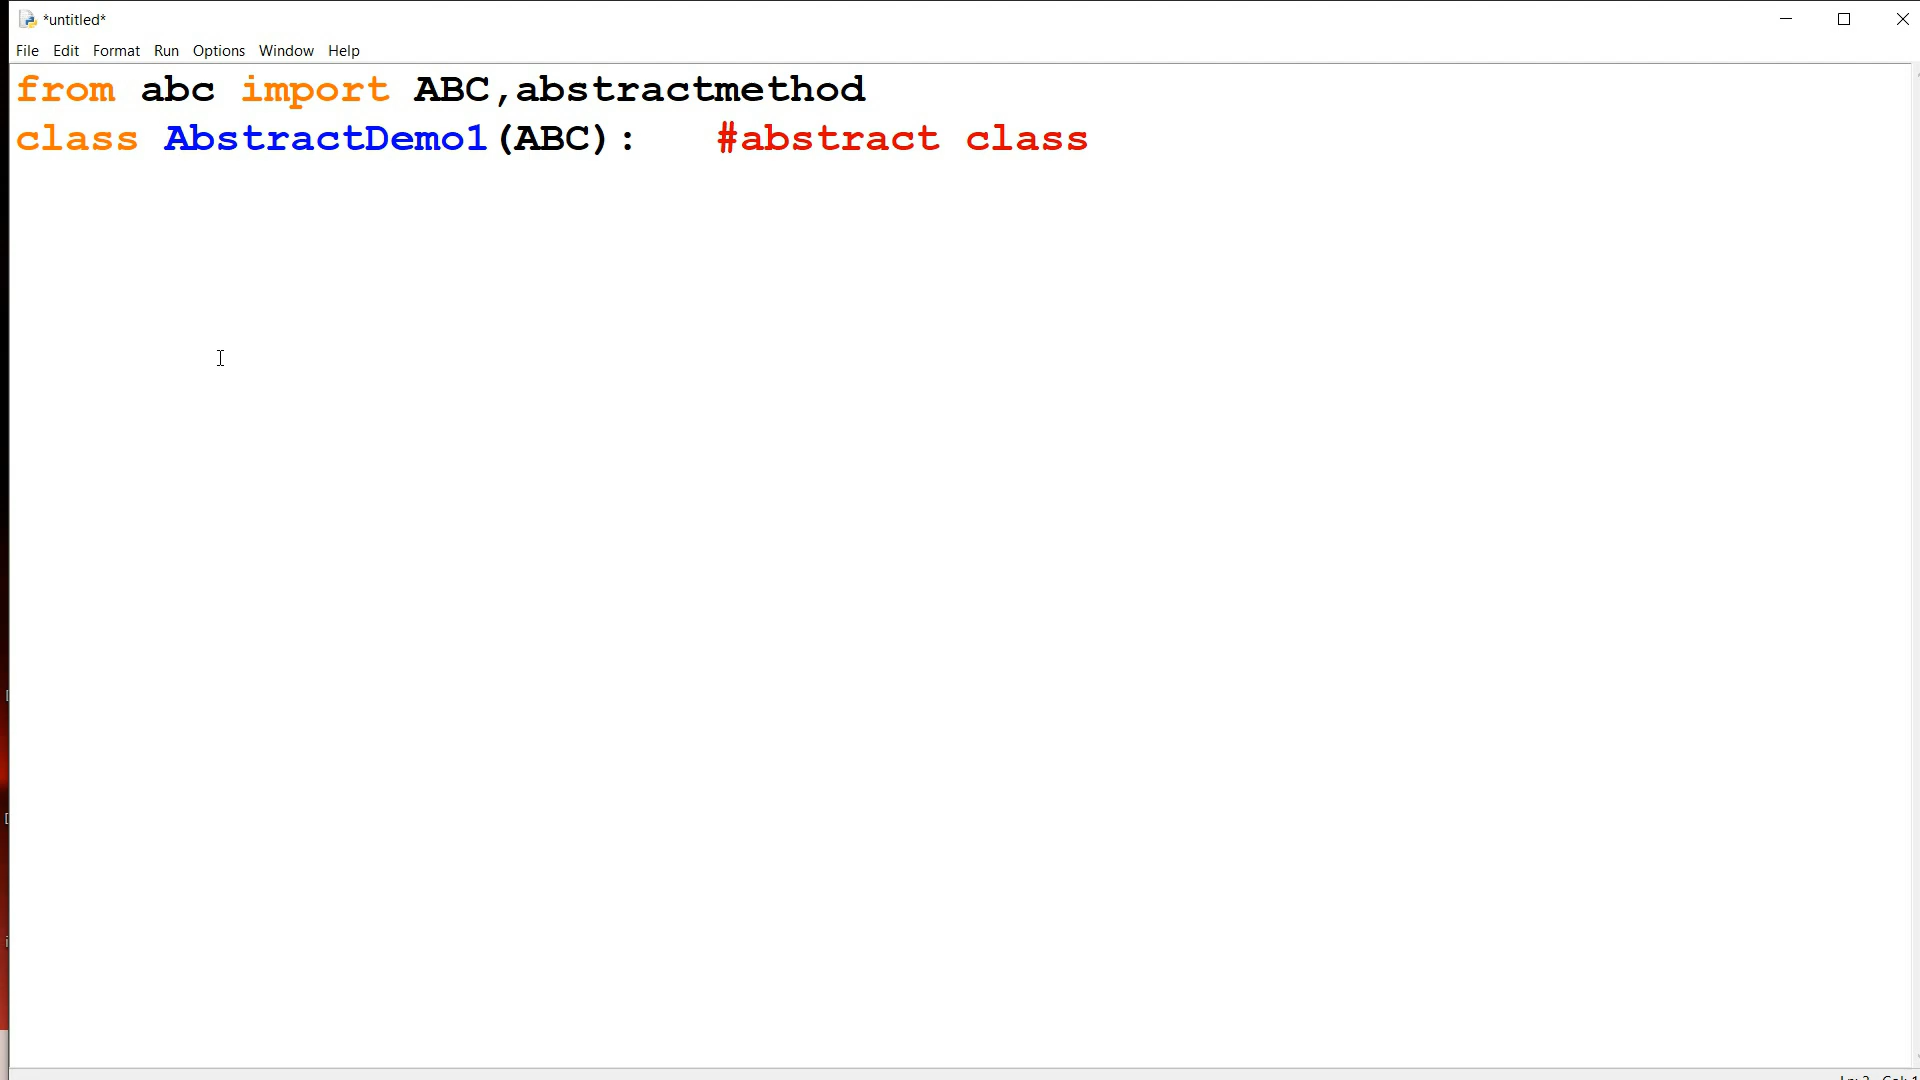 *untitled*
File Edit Format Run Options Window Help
from abc import ABC,abstractmethod
class AbstractDemo1(ABC):   #abstract class